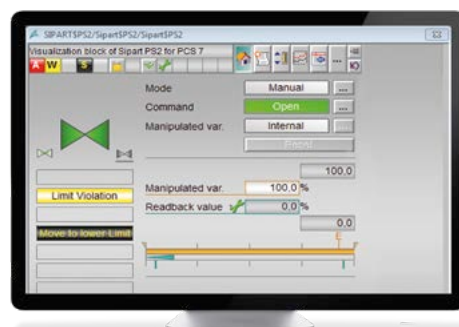 SIPART$PS2/Sipart$PS2/Sipart$PS2
Visualization block of Sipart PS2 for PCS 7
A W S
...
Mode Manual ...
Command Open ...
Manipulated var. Internal
100.0
Limit Violation
Manipulated var. 100.0 %
Readback value 0.0 %
0.0
Move to lower Limit
E